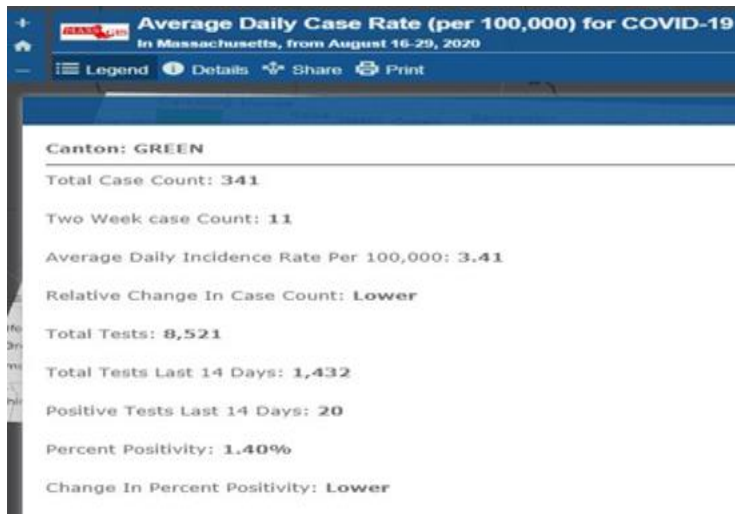 Average Daily Case Rate (per 100,000) for COVID-19
In Massachusetts, from August 16-29, 2020
Legend Details Share Print
Canton: GREEN
Total Case Count: 341
Two Week case Count: 11
Average Daily Incidence Rate Per 100,000: 3.41
Relative Change In Case Count: Lower
Total Tests: 8,521
Total Tests Last 14 Days: 1,432
Positive Tests Last 14 Days: 20
Percent Positivity: 1.40%
Change In Percent Positivity: Lower